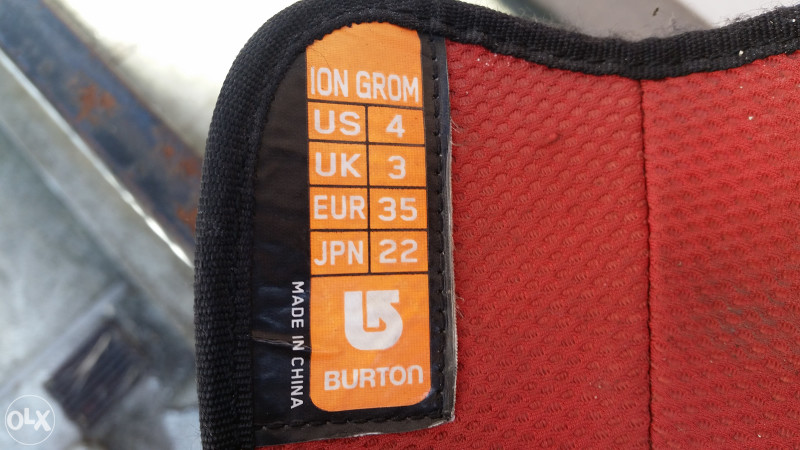 ION GROM
US 4
UK 3
EUR 35
JPN 22
BURTON
MADE IN CHINA
OLX